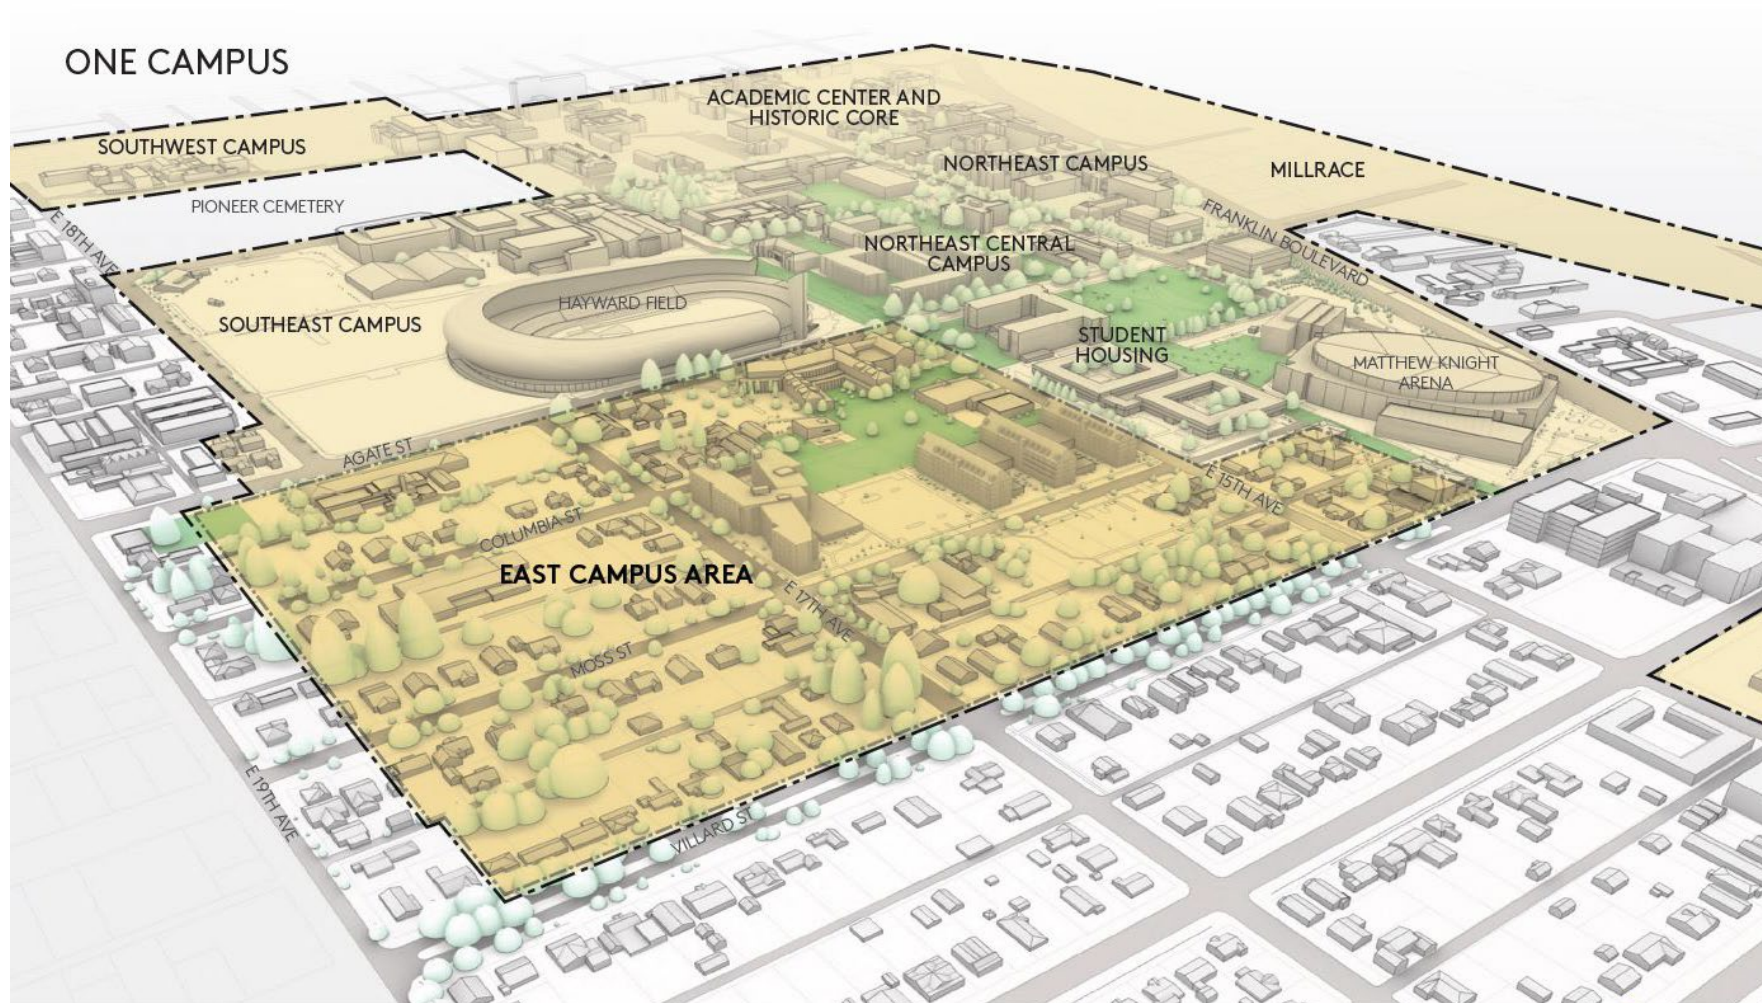 ONE CAMPUS
ACADEMIC CENTER AND
HISTORIC CORE
SOUTHWEST CAMPUS
NORTHEAST CAMPUS
MILLRACE
PIONEER CEMETERY
E 18TH AVE
FRANKLIN BOULEVARD
NORTHEAST CENTRAL
CAMPUS
HAYWARD FIELD
SOUTHEAST CAMPUS
STUDENT
HOUSING
MATTHEW KNIGHT
ARENA
AGATE ST
E 15TH AVE
COLUMBIA ST
EAST CAMPUS AREA
E 17TH AVE
MOSS ST
E 19TH AVE
VILLARD ST